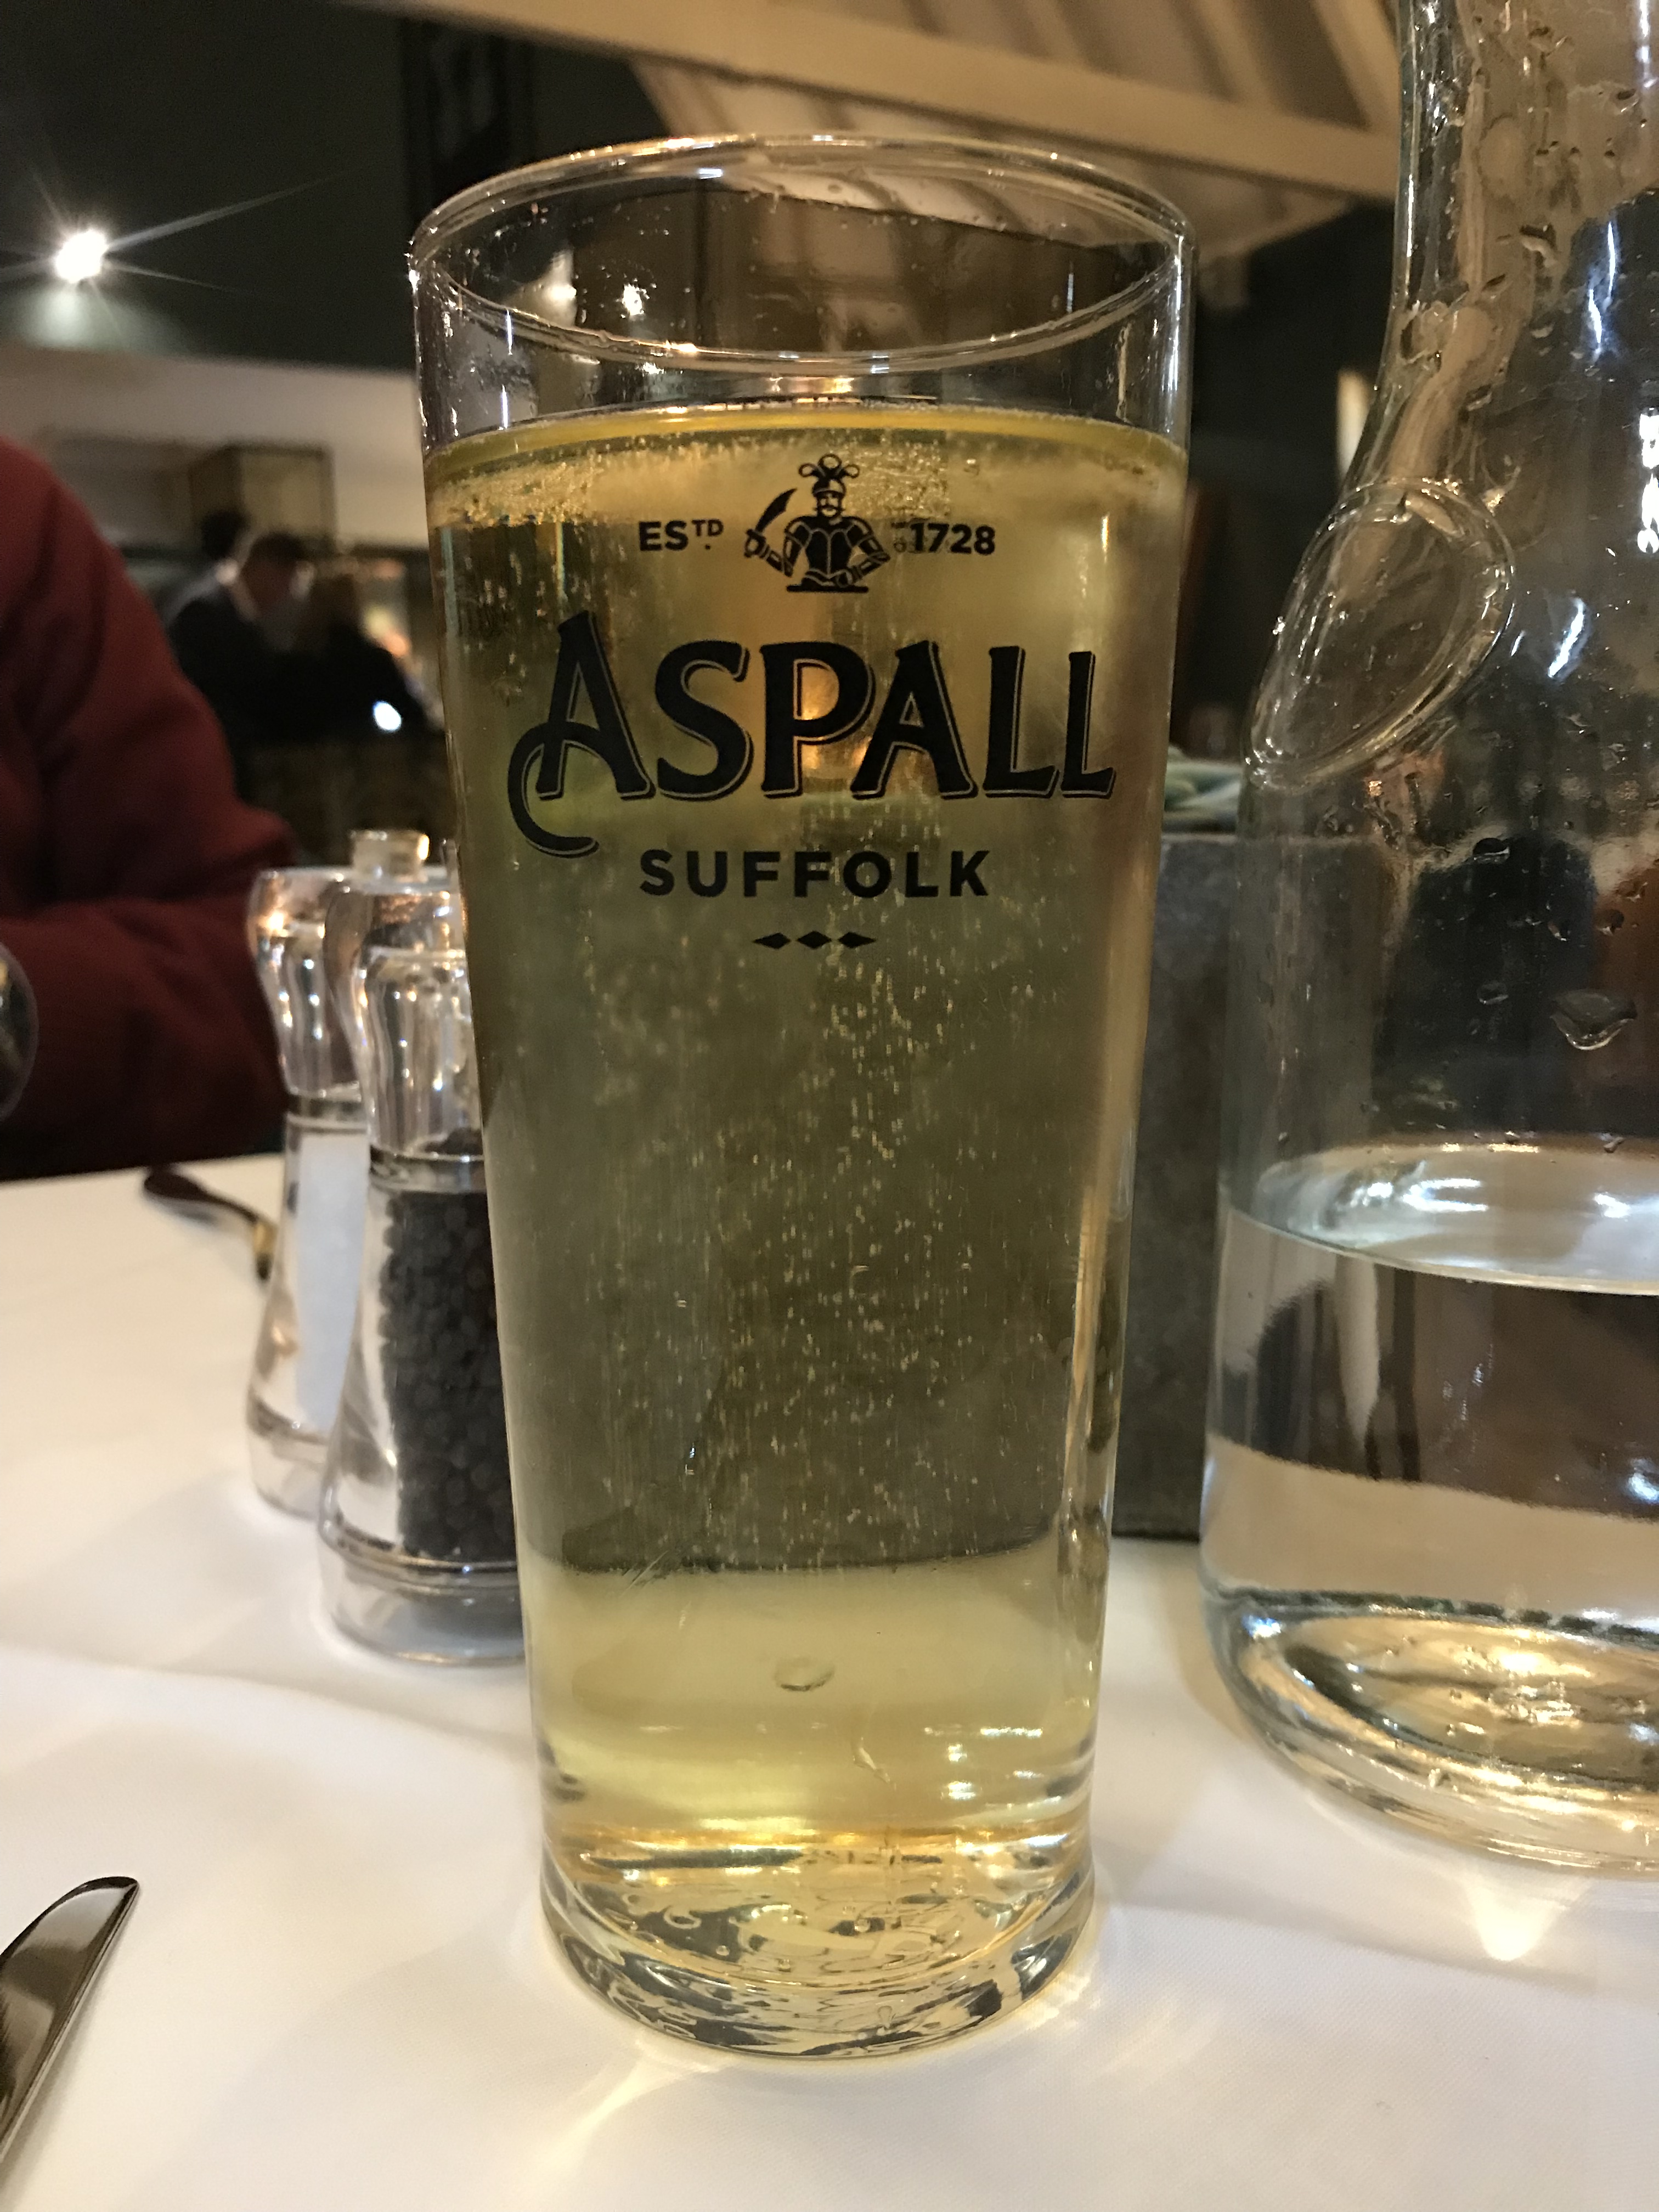 ESTD 1728
ASPALL
SUFFOLK